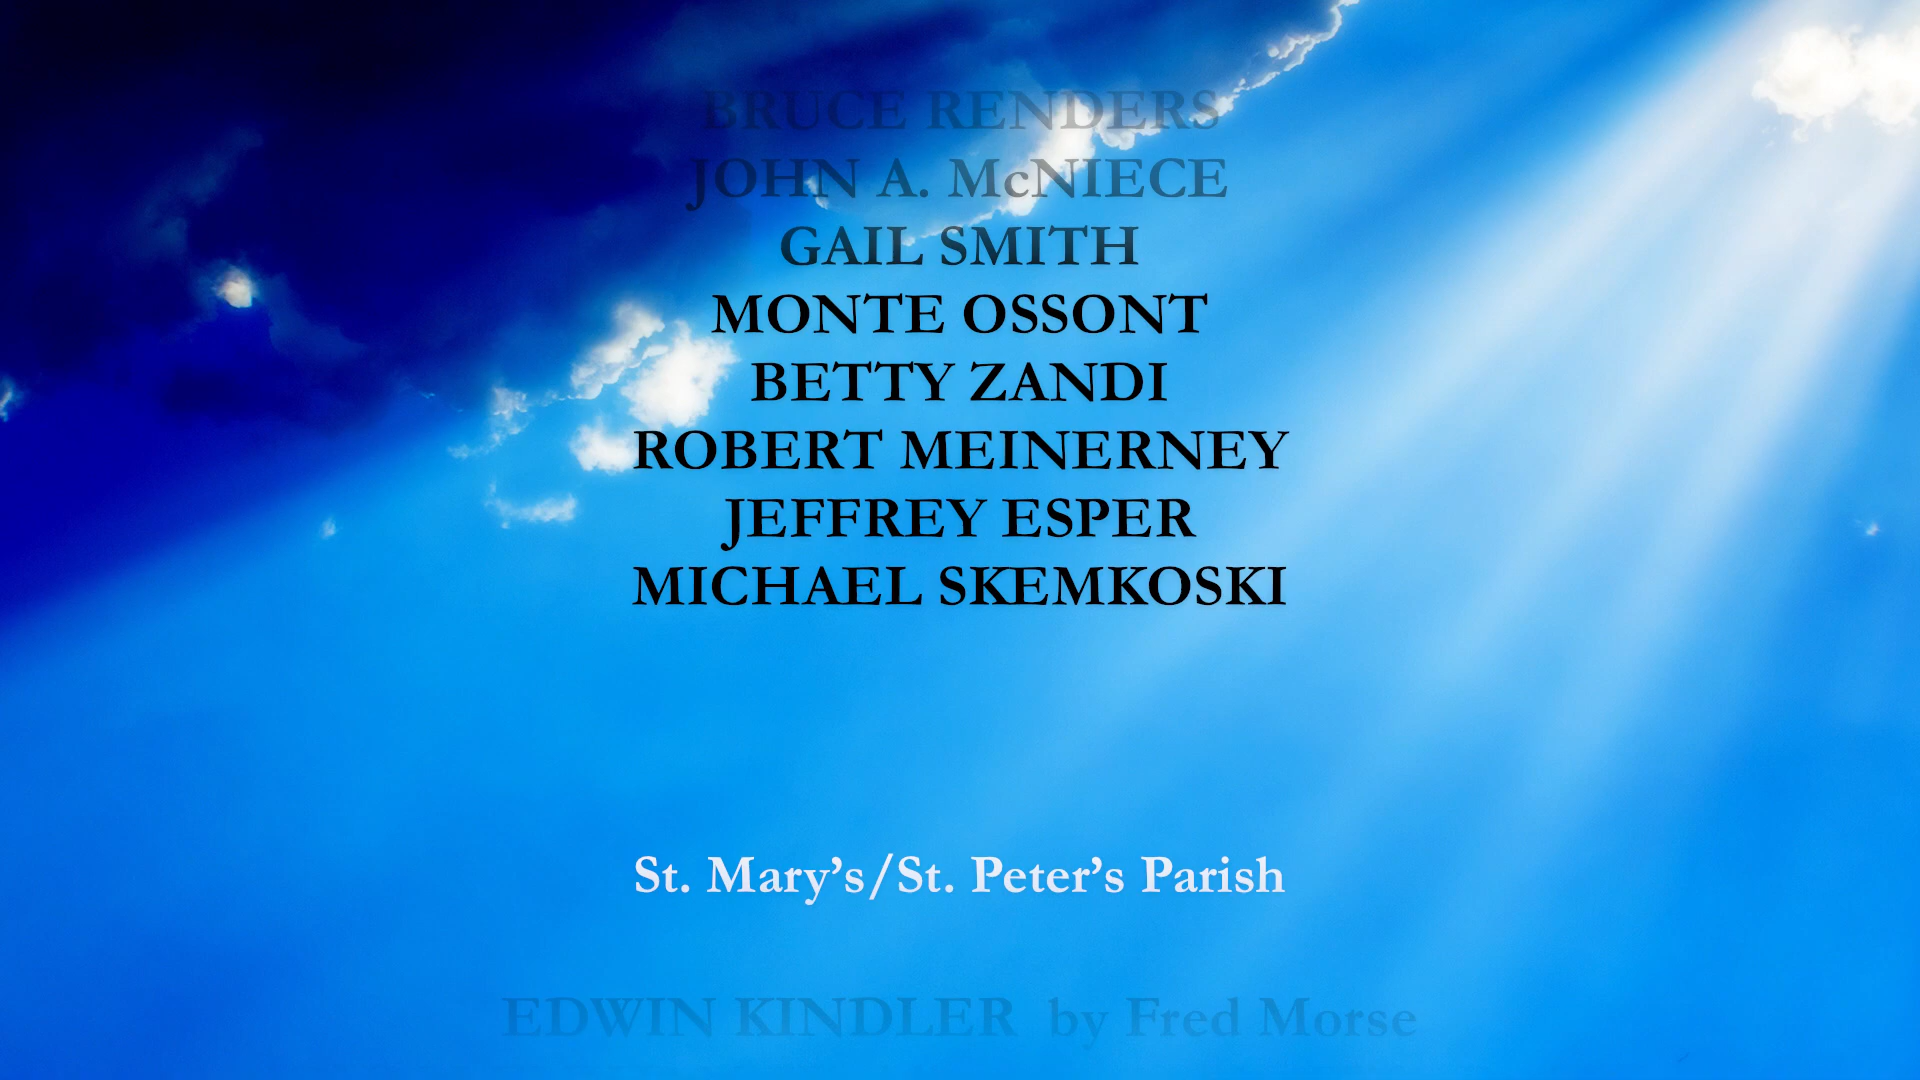 BRUCE RENDERS
JOHN A. McNIECE
GAIL SMITH
MONTE OSSONT
BETTY ZANDI
ROBERT MEINERNEY
JEFFREY ESPER
MICHAEL SKEMKOSKI
St. Mary’s/St. Peter’s Parish
EDWIN KINDLER by Fred Morse